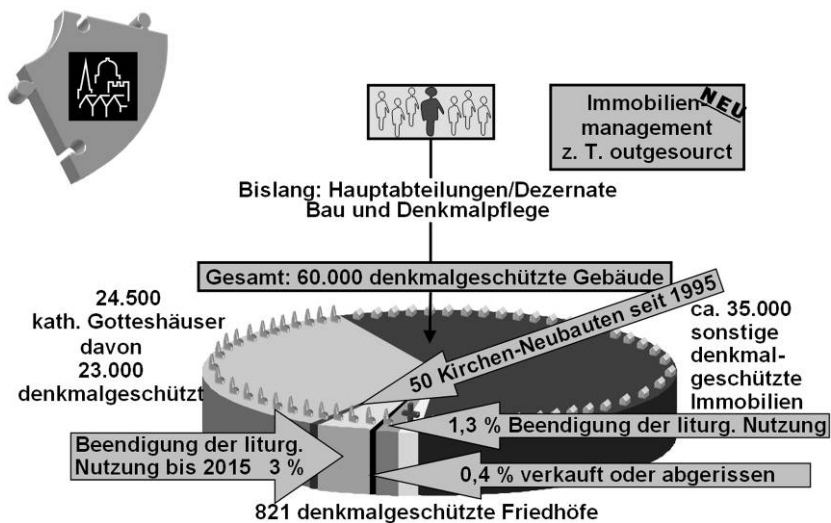 Immobilien-
management
z. T. outgesourct
NEU
Bislang: Hauptabteilungen/Dezernate
Bau und Denkmalpflege
Gesamt: 60.000 denkmalgeschützte Gebäude
24.500
kath. Gotteshäuser
davon
23.000
denkmalgeschützt
50 Kirchen-Neubauten seit 1995
ca. 35.000
sonstige
denkmal-
geschützte
Immobilien
1,3 % Beendigung der liturg. Nutzung
Beendigung der liturg.
Nutzung bis 2015 3 %
0,4 % verkauft oder abgerissen
821 denkmalgeschützte Friedhöfe